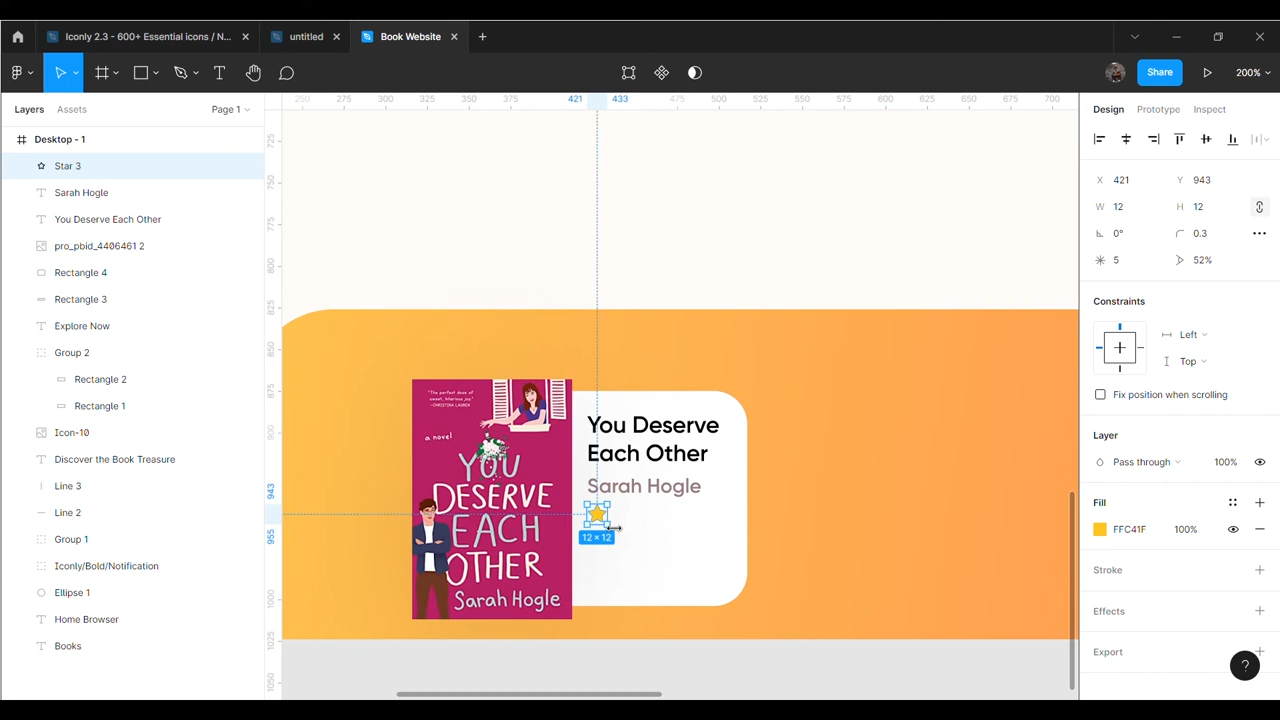 Iconly 2.3 - 600+ Essential icons / N...
untitled
Book Website
Share
200%
Layers
Assets
Page 1
250
275
300
325
350
375
421
433
475
500
525
550
575
600
625
650
675
700
Design
Prototype
Inspect
Desktop - 1
Star 3
Sarah Hogle
You Deserve Each Other
pro_pbid_4406461 2
Rectangle 4
Rectangle 3
Explore Now
Group 2
Rectangle 2
Rectangle 1
Icon-10
Discover the Book Treasure
Line 3
Line 2
Group 1
Iconly/Bold/Notification
Ellipse 1
Home Browser
Books
725
750
775
800
825
850
875
900
943
955
1000
1025
1050
"The perfect dose of
sweet, hilarious joy."
—CHRISTINA LAUREN
a novel
YOU
DESERVE
EACH
OTHER
Sarah Hogle
You Deserve
Each Other
Sarah Hogle
12 × 12
X 421
Y 943
W 12
H 12
0°
0.3
5
52%
Constraints
Left
Top
Fix position when scrolling
Layer
Pass through
100%
Fill
FFC41F
100%
Stroke
Effects
Export
?